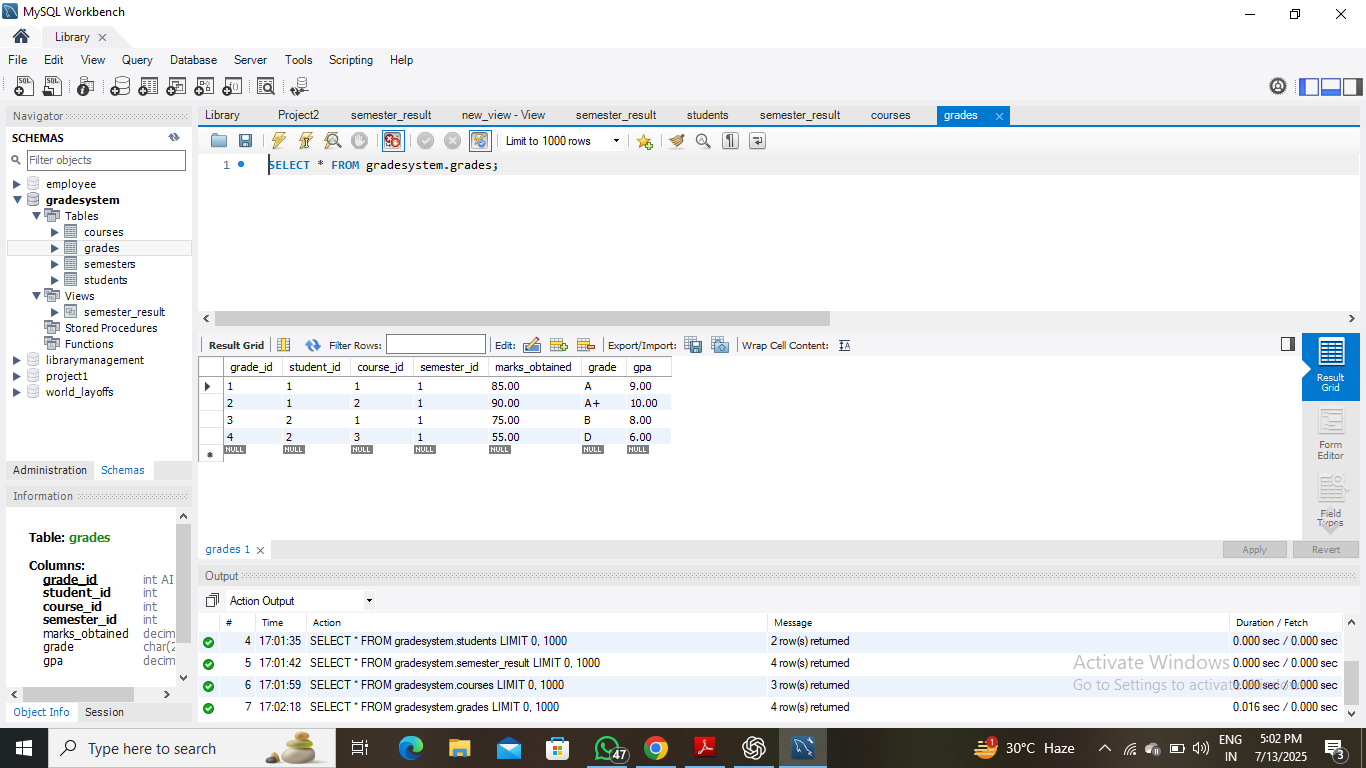 MySQL Workbench
Library
File Edit View Query Database Server Tools Scripting Help
Navigator
SCHEMAS
Filter objects
employee
gradesystem
Tables
courses
grades
semesters
students
Views
semester_result
Stored Procedures
Functions
librarymanagement
project1
world_layoffs
Administration Schemas
Information
Table: grades
Columns:
grade_id int AI
student_id int
course_id int
semester_id int
marks_obtained decim
grade char(2
gpa decim
Object Info Session
Library Project2 semester_result new_view - View semester_result students semester_result courses grades
Limit to 1000 rows
1 SELECT * FROM gradesystem.grades;
Result Grid Filter Rows: Edit: Export/Import: Wrap Cell Content:
grade_id student_id course_id semester_id marks_obtained grade gpa
1 1 1 1 85.00 A 9.00
2 1 2 1 90.00 A+ 10.00
3 2 1 1 75.00 B 8.00
4 2 3 1 55.00 D 6.00
NULL NULL NULL NULL NULL NULL NULL
Result
Grid
Form
Editor
Field
Types
grades 1
Apply Revert
Output
Action Output
# Time Action Message Duration / Fetch
4 17:01:35 SELECT * FROM gradesystem.students LIMIT 0, 1000 2 row(s) returned 0.000 sec / 0.000 sec
5 17:01:42 SELECT * FROM gradesystem.semester_result LIMIT 0, 1000 4 row(s) returned 0.000 sec / 0.000 sec
6 17:01:59 SELECT * FROM gradesystem.courses LIMIT 0, 1000 3 row(s) returned 0.000 sec / 0.000 sec
7 17:02:18 SELECT * FROM gradesystem.grades LIMIT 0, 1000 4 row(s) returned 0.016 sec / 0.000 sec
Activate Windows
Go to Settings to activate Windows.
Type here to search
47
1
30°C Haze
ENG
IN
5:02 PM
7/13/2025
3